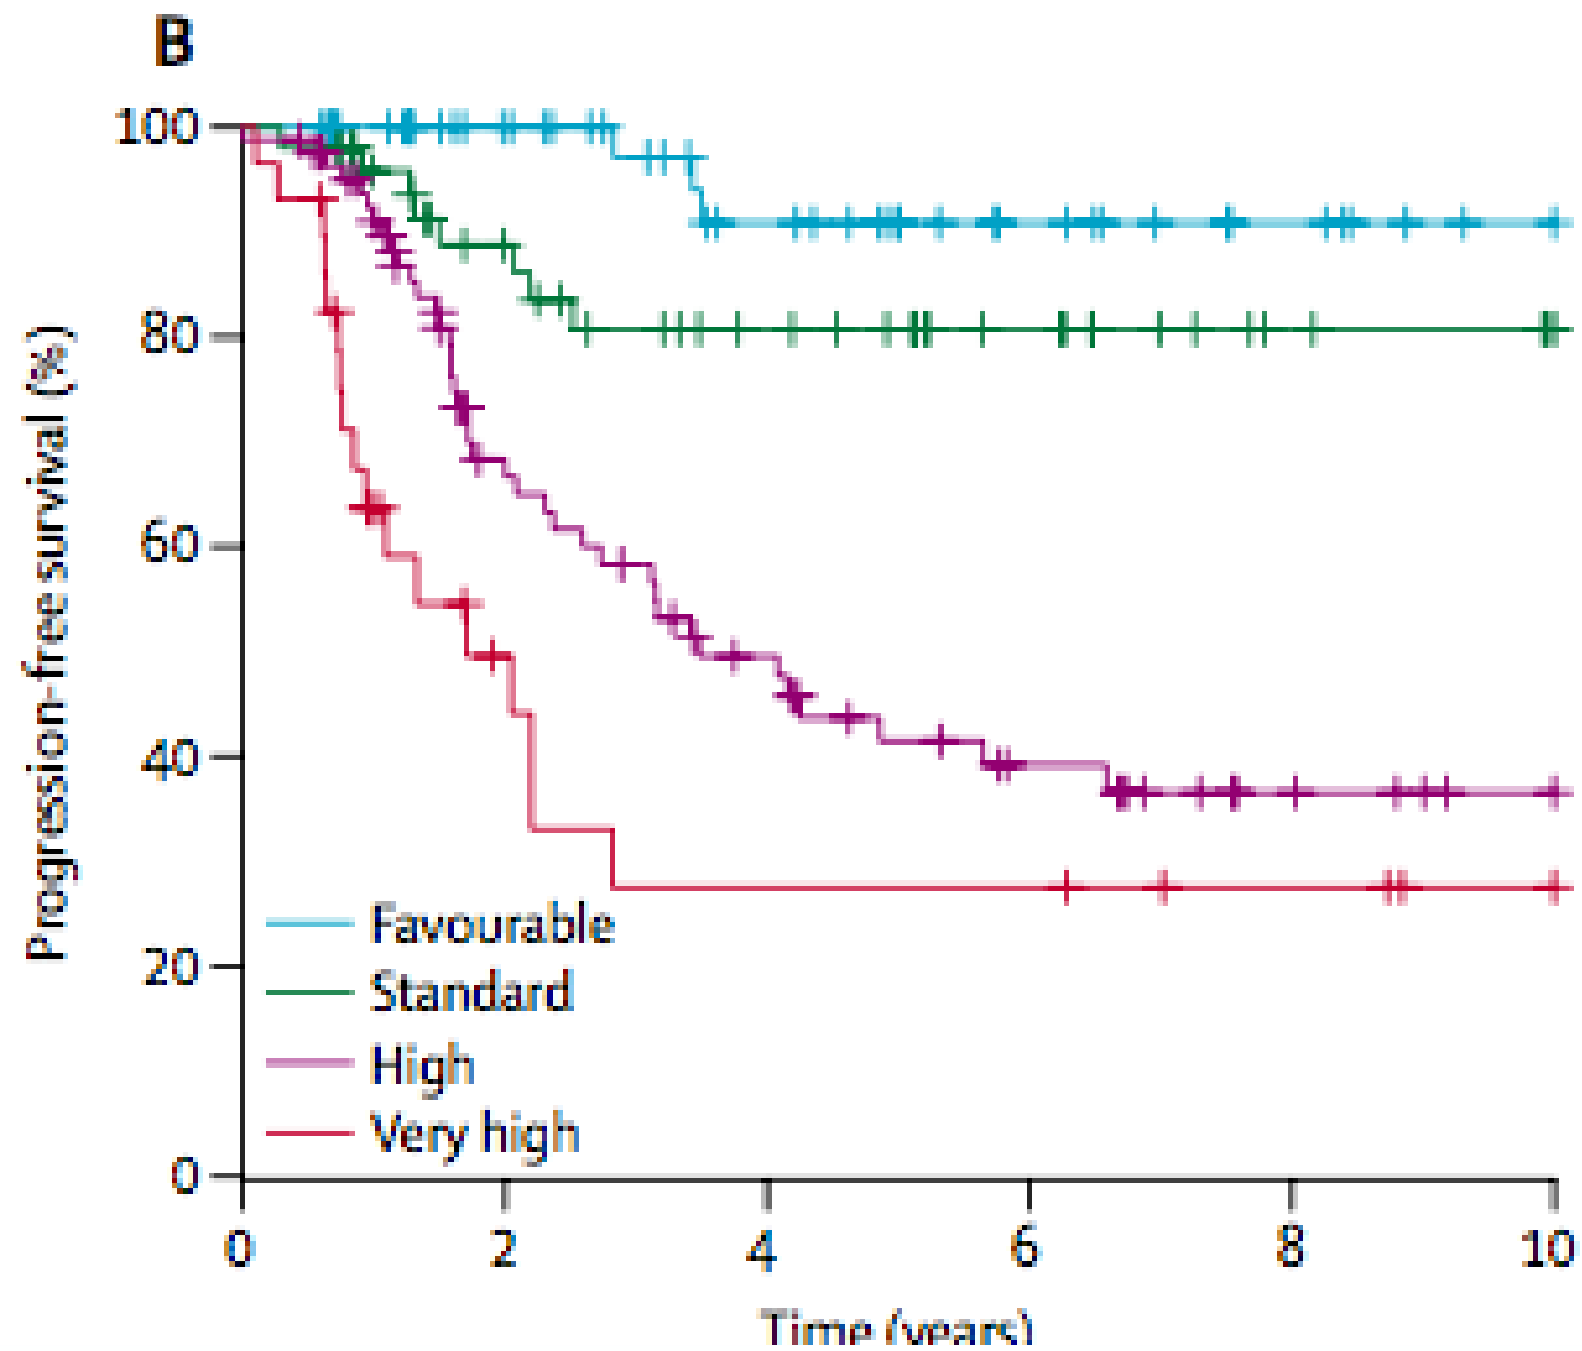 B
Progression-free survival (%)
100
80
60
40
20
0
Favourable
Standard
High
Very high
0 2 4 6 8 10
Time (years)